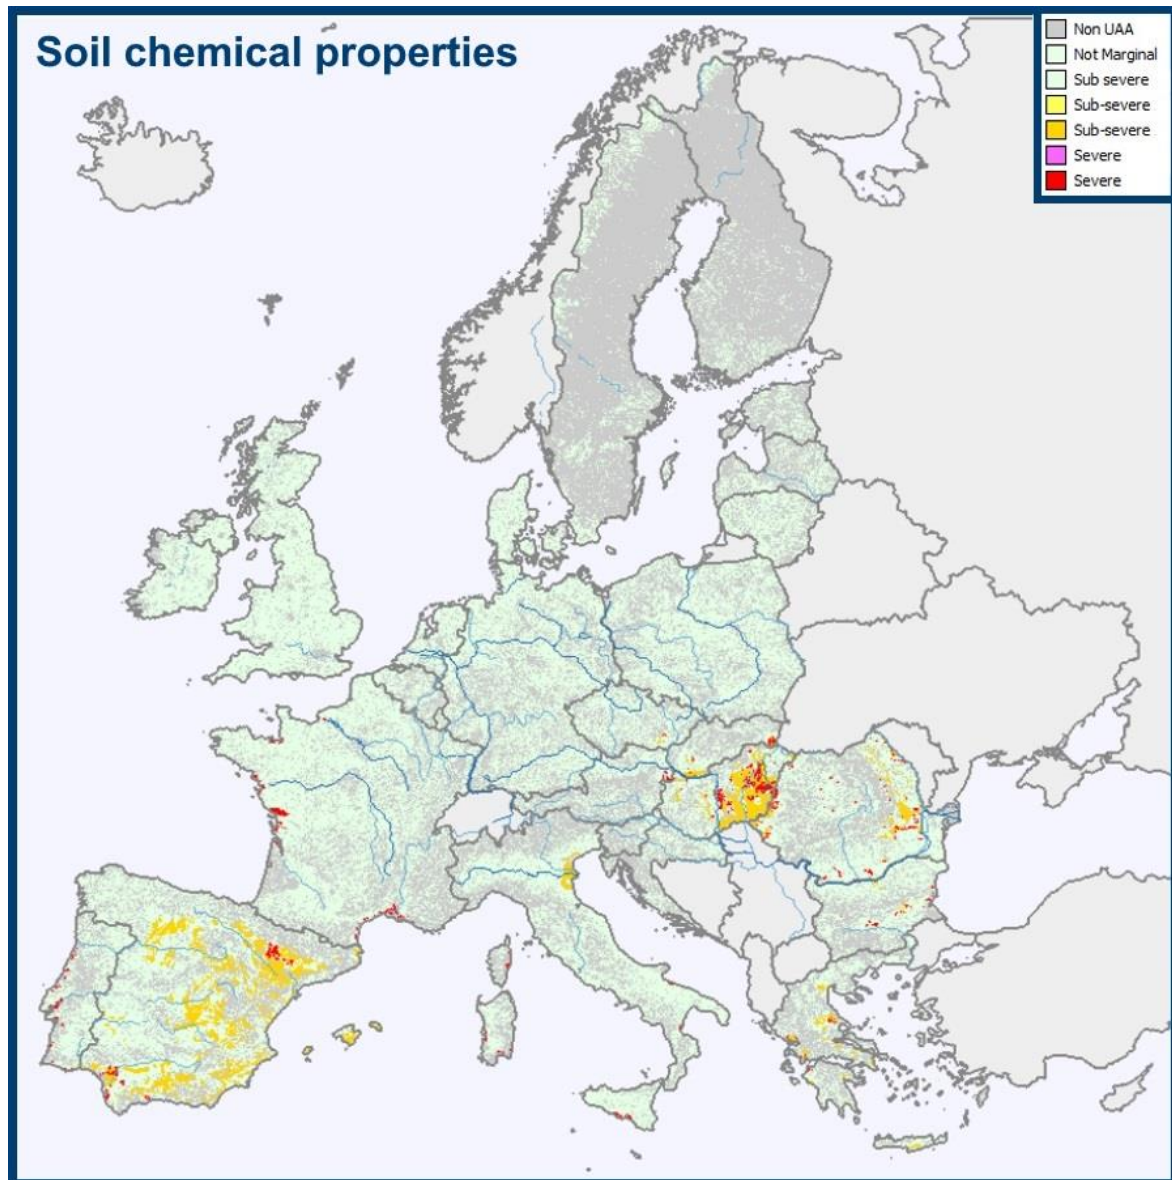 Soil chemical properties
Non UAA
Not Marginal
Sub severe
Sub-severe
Sub-severe
Severe
Severe